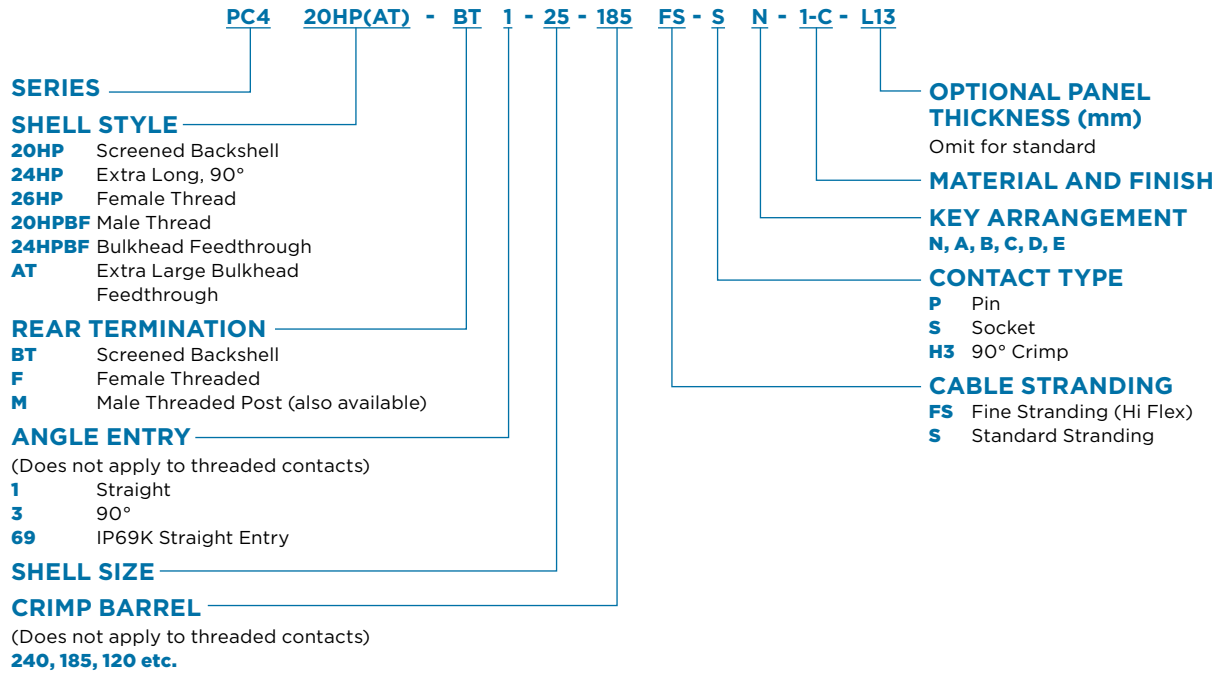 PC4 20HP(AT) - BT 1 - 25 - 185 FS - S N - 1-C - L13
SERIES
SHELL STYLE
20HP Screened Backshell
24HP Extra Long, 90°
26HP Female Thread
20HPBF Male Thread
24HPBF Bulkhead Feedthrough
AT Extra Large Bulkhead
Feedthrough
REAR TERMINATION
BT Screened Backshell
F Female Threaded
M Male Threaded Post (also available)
ANGLE ENTRY
(Does not apply to threaded contacts)
1 Straight
3 90°
69 IP69K Straight Entry
SHELL SIZE
CRIMP BARREL
(Does not apply to threaded contacts)
240, 185, 120 etc.
OPTIONAL PANEL
THICKNESS (mm)
Omit for standard
MATERIAL AND FINISH
KEY ARRANGEMENT
N, A, B, C, D, E
CONTACT TYPE
P Pin
S Socket
H3 90° Crimp
CABLE STRANDING
FS Fine Stranding (Hi Flex)
S Standard Stranding